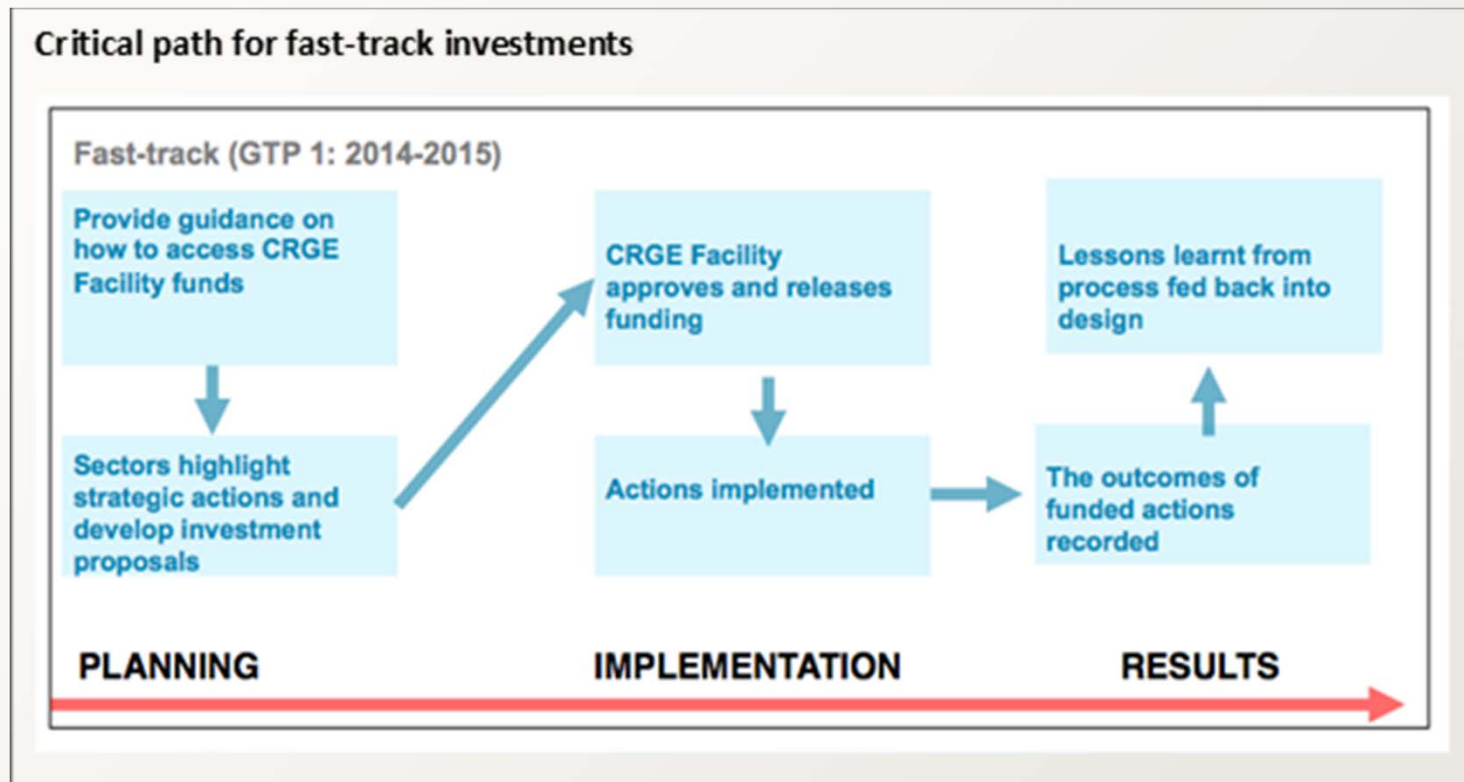 Critical path for fast-track investments
Fast-track (GTP 1: 2014-2015)
Provide guidance on
how to access CRGE
Facility funds
Sectors highlight
strategic actions and
develop investment
proposals
CRGE Facility
approves and releases
funding
Actions implemented
The outcomes of
funded actions
recorded
Lessons learnt from
process fed back into
design
PLANNING
IMPLEMENTATION
RESULTS